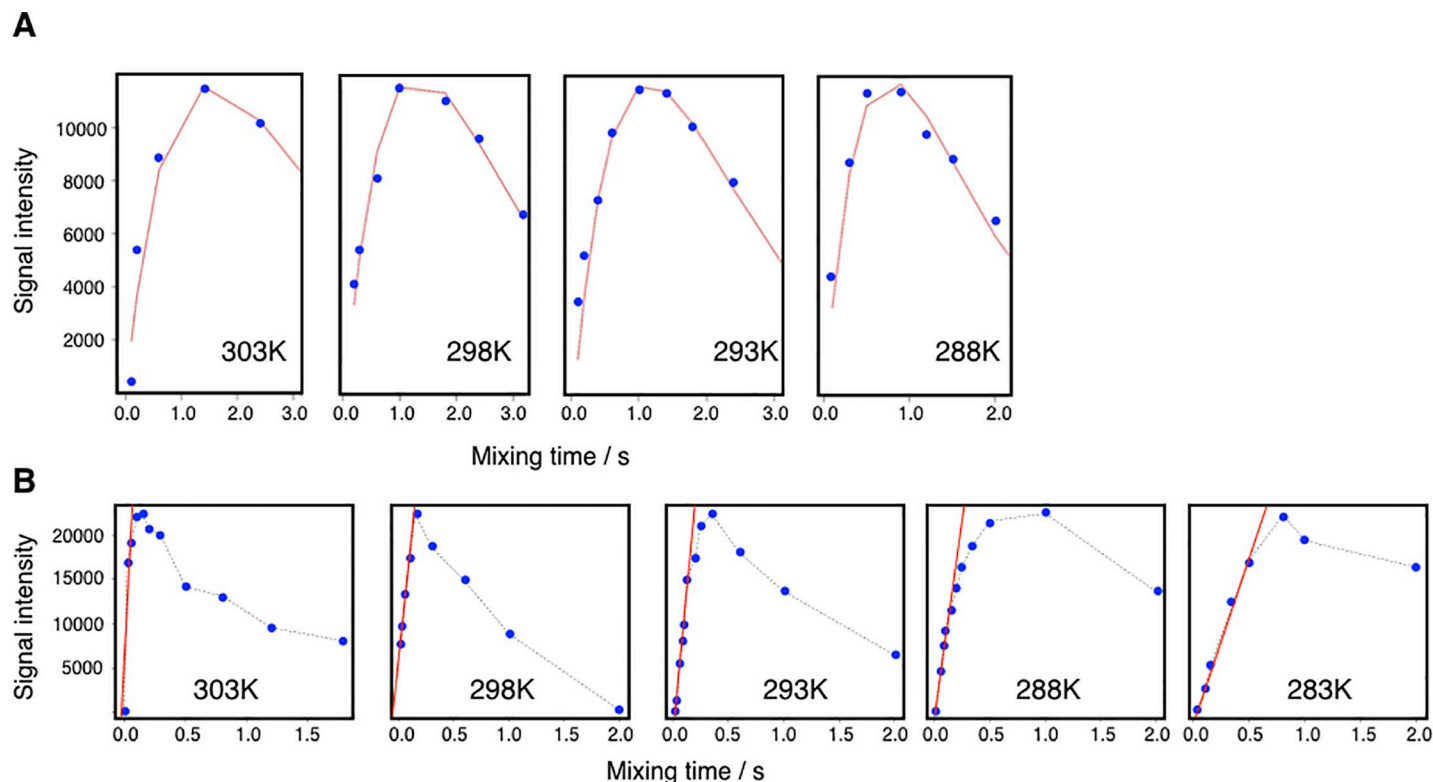 A
Signal intensity
10000
8000
6000
4000
2000
303K
298K
293K
288K
0.0 1.0 2.0 3.0
0.0 1.0 2.0 3.0
0.0 1.0 2.0 3.0
0.0 1.0 2.0
Mixing time / s
B
Signal intensity
20000
15000
10000
5000
303K
298K
293K
288K
283K
0.0 0.5 1.0 1.5
0.0 0.5 1.0 1.5 2.0
0.0 0.5 1.0 1.5 2.0
0.0 0.5 1.0 1.5 2.0
0.0 0.5 1.0 1.5 2.0
Mixing time / s